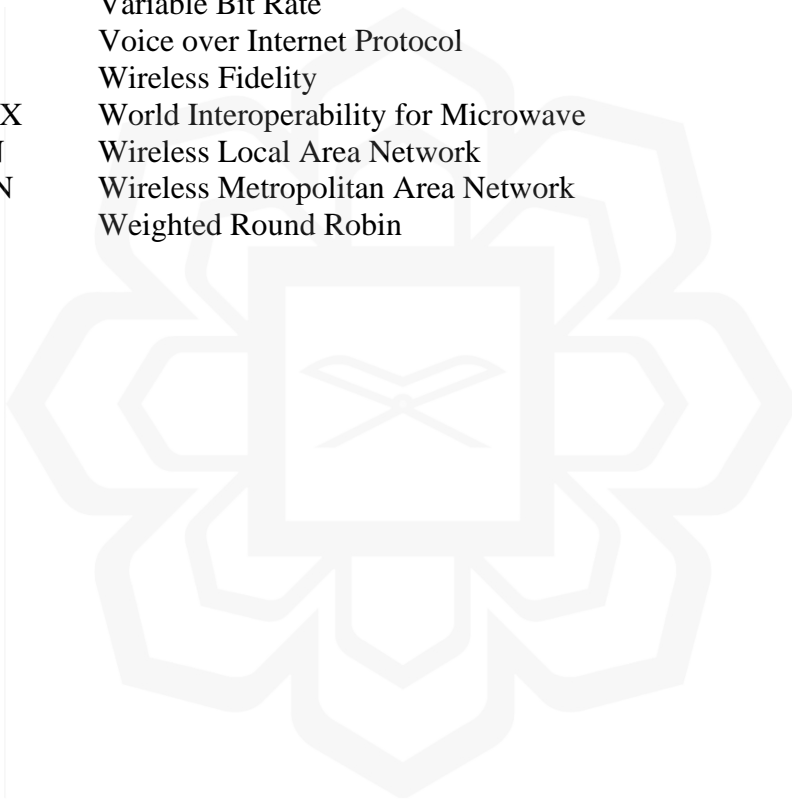 Variable Bit Rate
Voice over Internet Protocol
Wireless Fidelity
X World Interoperability for Microwave
Wireless Local Area Network
N Wireless Metropolitan Area Network
Weighted Round Robin